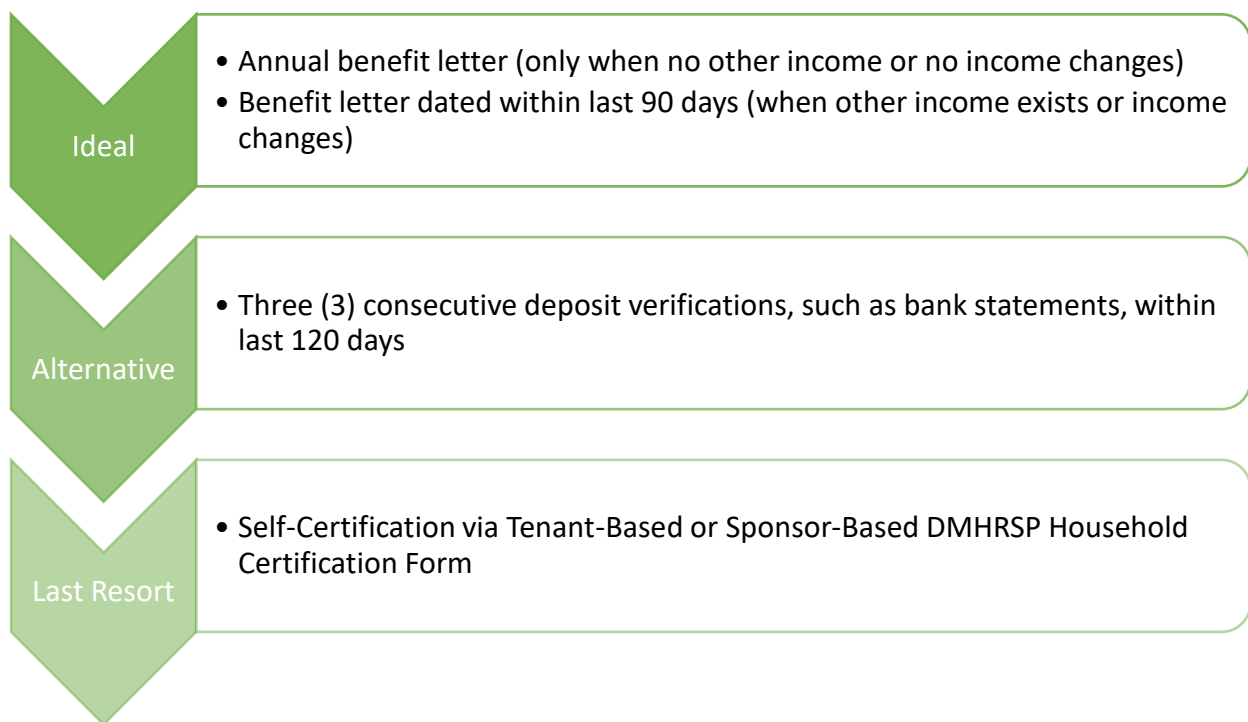 Ideal
• Annual benefit letter (only when no other income or no income changes)
• Benefit letter dated within last 90 days (when other income exists or income
changes)
Alternative
• Three (3) consecutive deposit verifications, such as bank statements, within
last 120 days
Last Resort
• Self-Certification via Tenant-Based or Sponsor-Based DMHRSP Household
Certification Form